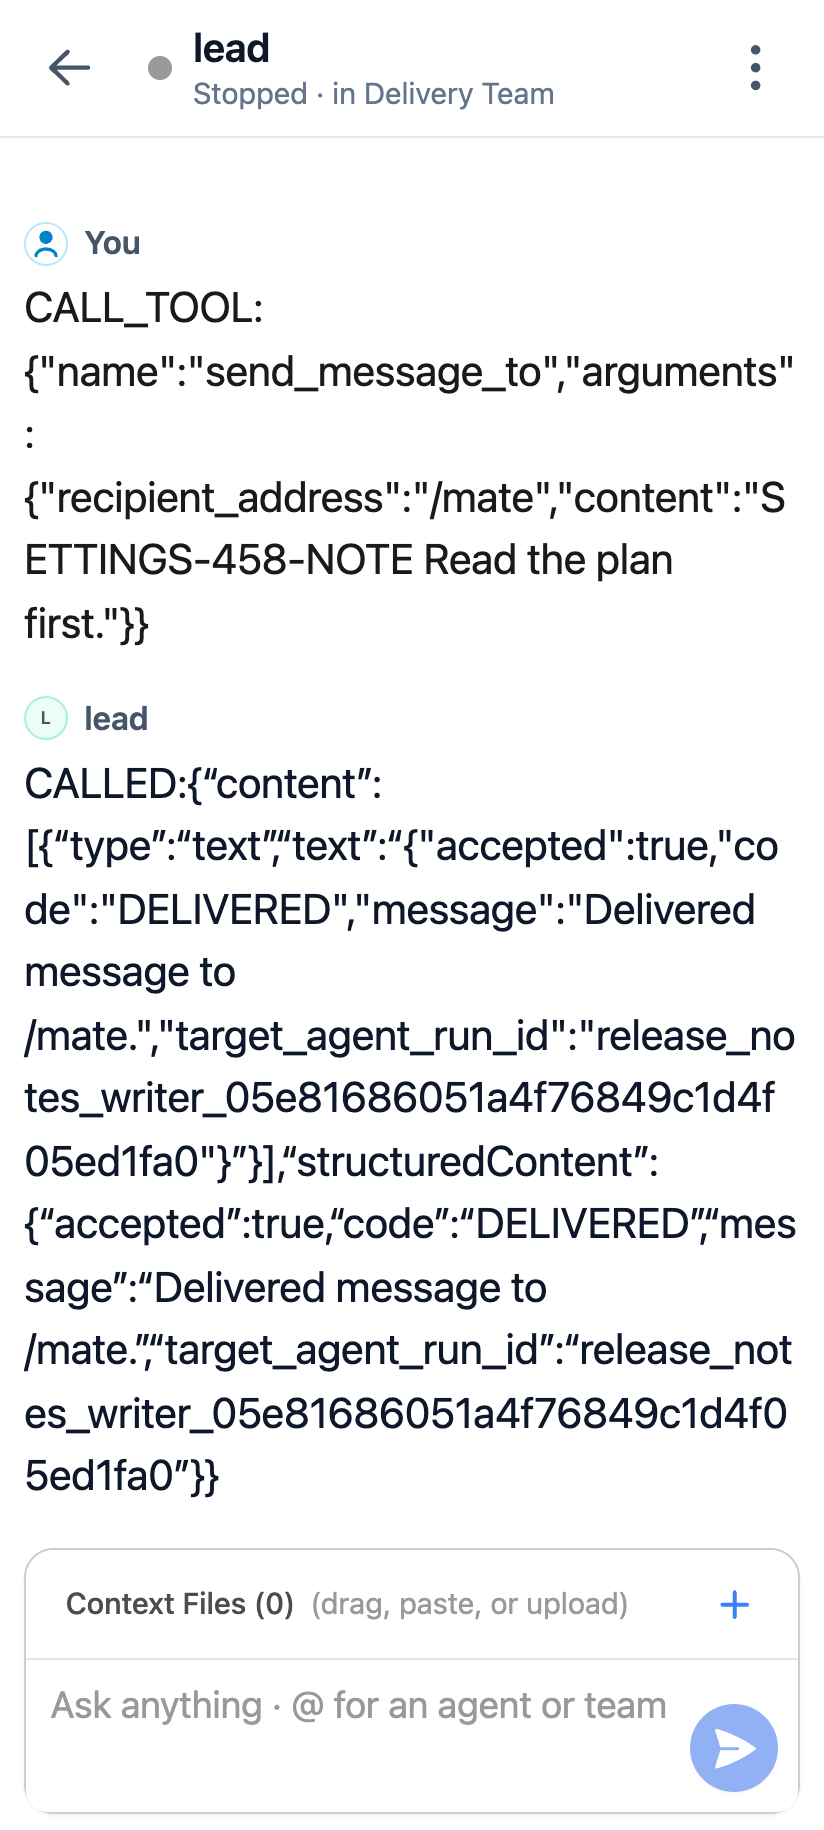 lead
Stopped · in Delivery Team
You
CALL_TOOL:
{"name":"send_message_to","arguments"
:
{"recipient_address":"/mate","content":"S
ETTINGS-458-NOTE Read the plan
first."}}
L
lead
CALLED:{“content”:
[{“type”:“text”,“text”:“{"accepted":true,"co
de":"DELIVERED","message":"Delivered
message to
/mate.","target_agent_run_id":"release_no
tes_writer_05e81686051a4f76849c1d4f
05ed1fa0"}”}],“structuredContent”:
{“accepted”:true,“code”:“DELIVERED”,“mes
sage”:“Delivered message to
/mate.”,“target_agent_run_id”:“release_not
es_writer_05e81686051a4f76849c1d4f0
5ed1fa0”}}
Context Files (0) (drag, paste, or upload)
Ask anything · @ for an agent or team